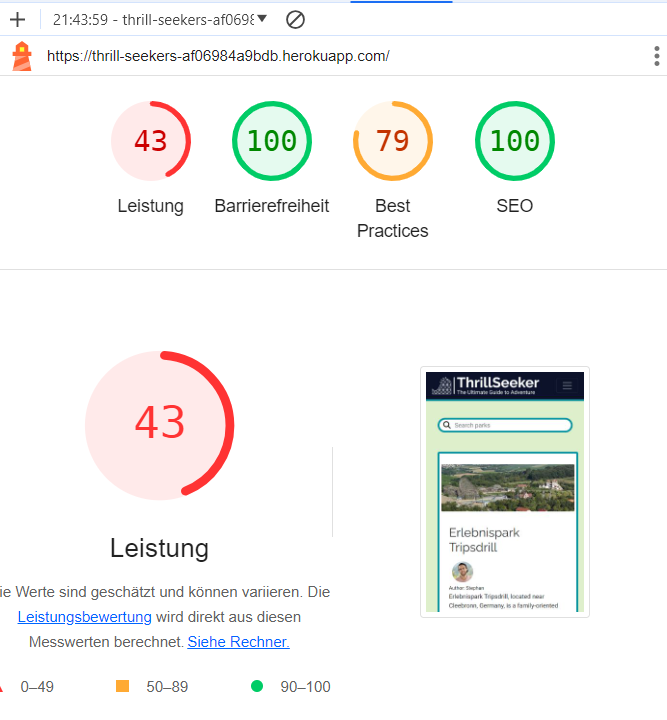 21:43:59 - thrill-seekers-af069
https://thrill-seekers-af06984a9bdb.herokuapp.com/
43
100
79
100
Leistung
Barrierefreiheit
Best
Practices
SEO
43
Leistung
ie Werte sind geschätzt und können variieren. Die
Leistungsbewertung wird direkt aus diesen
Messwerten berechnet. Siehe Rechner.
0–49
50–89
90–100
ThrillSeeker
The Ultimate Guide to Adventure
Search parks
Erlebnispark
Tripsdrill
Author: Stephan
Erlebnispark Tripsdrill, located near
Cleebronn, Germany, is a family-oriented